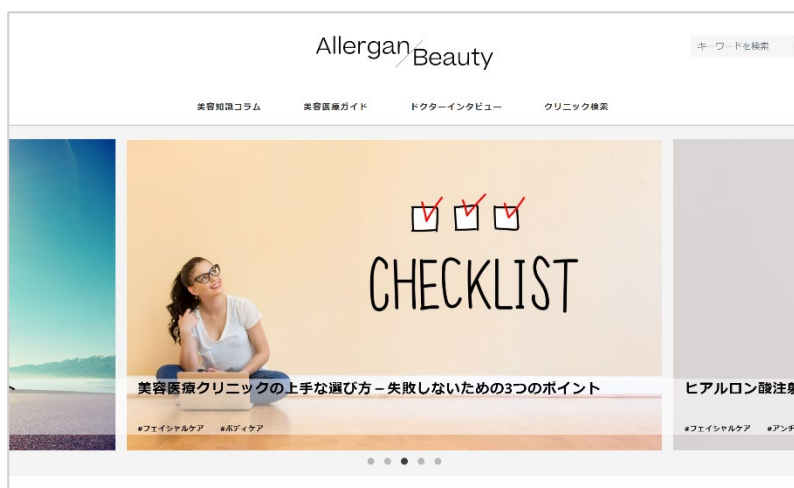 Allergan/Beauty
キーワードを検索
美容知識コラム 美容医療ガイド ドクターインタビュー クリニック検索
CHECKLIST
美容医療クリニックの上手な選び方 – 失敗しないための3つのポイント
#フェイシャルケア #ボディケア
ヒアルロン酸注射
#フェイシャルケア #アンチ